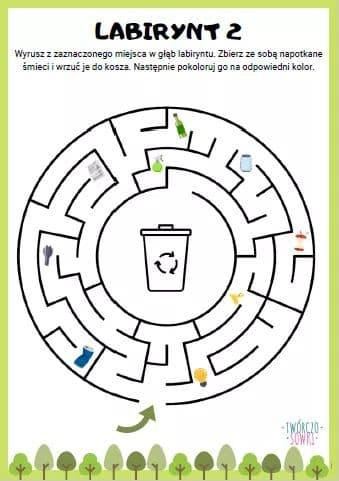 LABIRYNT 2
Wyrusz z zaznaczonego miejsca w głąb labiryntu. Zbierz ze sobą napotkane
śmieci i wrzuć je do kosza. Następnie pokoloruj go na odpowiedni kolor.
TWÓRCZO
SÓWKI